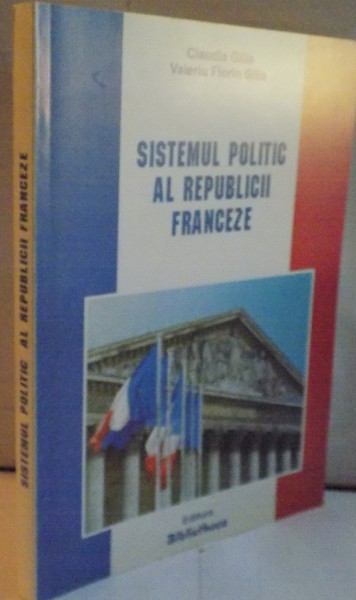 Claudia Gilia
Valeriu Florin Gilia
SISTEMUL POLITIC
AL REPUBLICII
FRANCEZE
Editura
Bibliotheca
SISTEMUL POLITIC AL REPUBLICII FRANCEZE